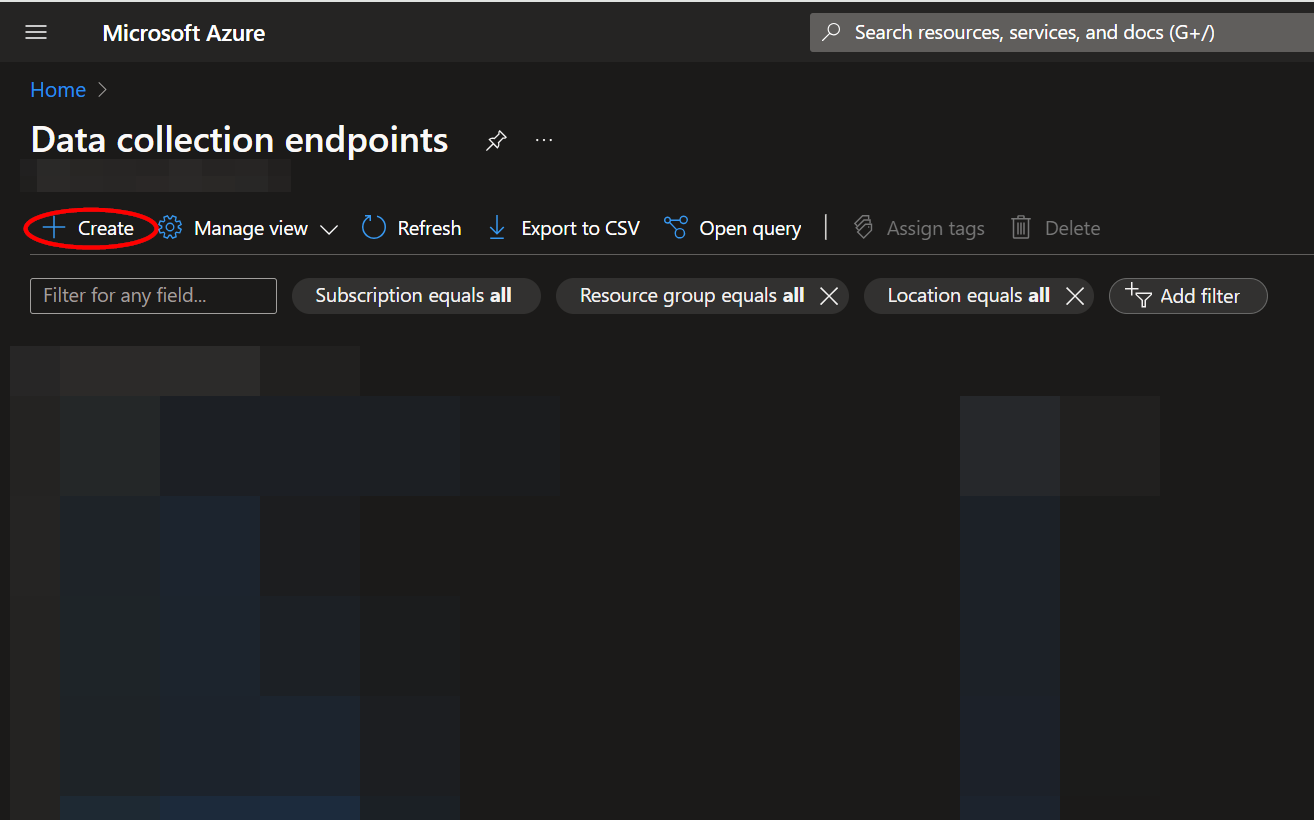 Microsoft Azure
Search resources, services, and docs (G+/)
Home
Data collection endpoints
Create Manage view Refresh Export to CSV Open query Assign tags Delete
Filter for any field... Subscription equals all Resource group equals all Location equals all Add filter